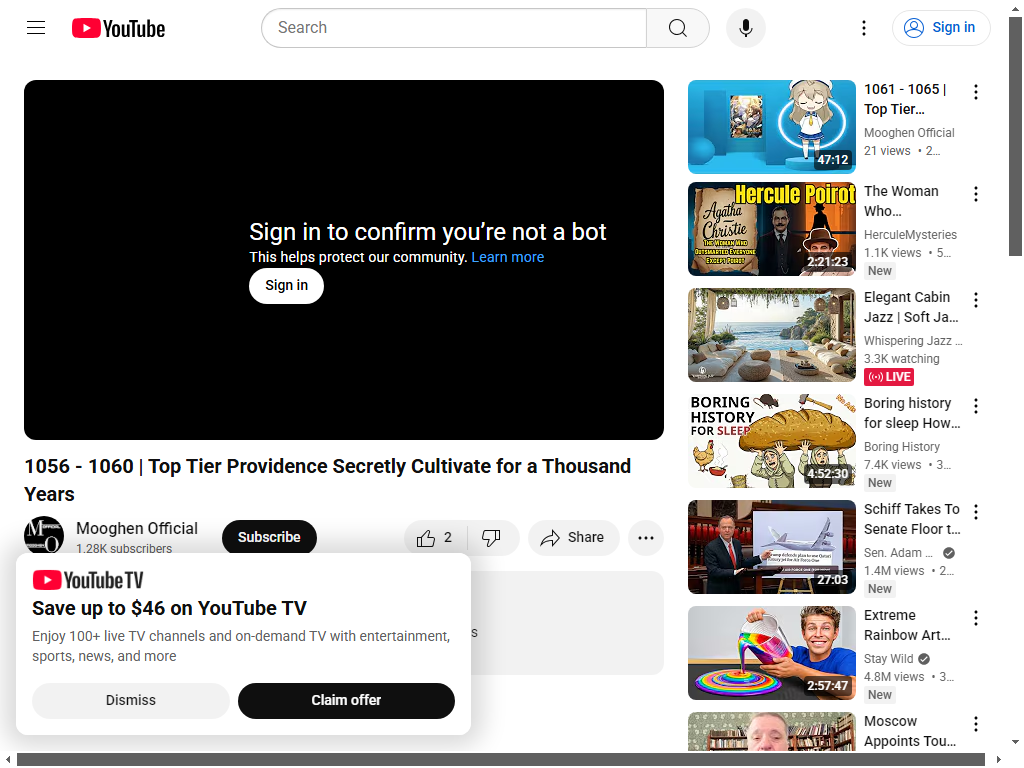 YouTube
Search
Sign in
Sign in to confirm you’re not a bot
This helps protect our community. Learn more
Sign in
1056 - 1060 | Top Tier Providence Secretly Cultivate for a Thousand
Years
Mooghen Official
1.28K subscribers
Subscribe
2
Share
s
YouTube TV
Save up to $46 on YouTube TV
Enjoy 100+ live TV channels and on-demand TV with entertainment,
sports, news, and more
Dismiss
Claim offer
47:12
1061 - 1065 |
Top Tier…
Mooghen Official
21 views • 2…
Hercule Poirot
Agatha
Christie
THE WOMAN WHO
OUTSMARTED EVERYONE
EXCEPT POIROT
2:21:23
The Woman
Who…
HerculeMysteries
1.1K views • 5…
New
Elegant Cabin
Jazz | Soft Ja…
Whispering Jazz …
3.3K watching
LIVE
BORING
HISTORY
FOR SLEEP
No Ads
4:52:30
Boring history
for sleep How…
Boring History
7.4K views • 3…
New
27:03
Schiff Takes To
Senate Floor t…
Sen. Adam …
1.4M views • 2…
New
2:57:47
Extreme
Rainbow Art…
Stay Wild
4.8M views • 3…
New
Moscow
Appoints Tou…